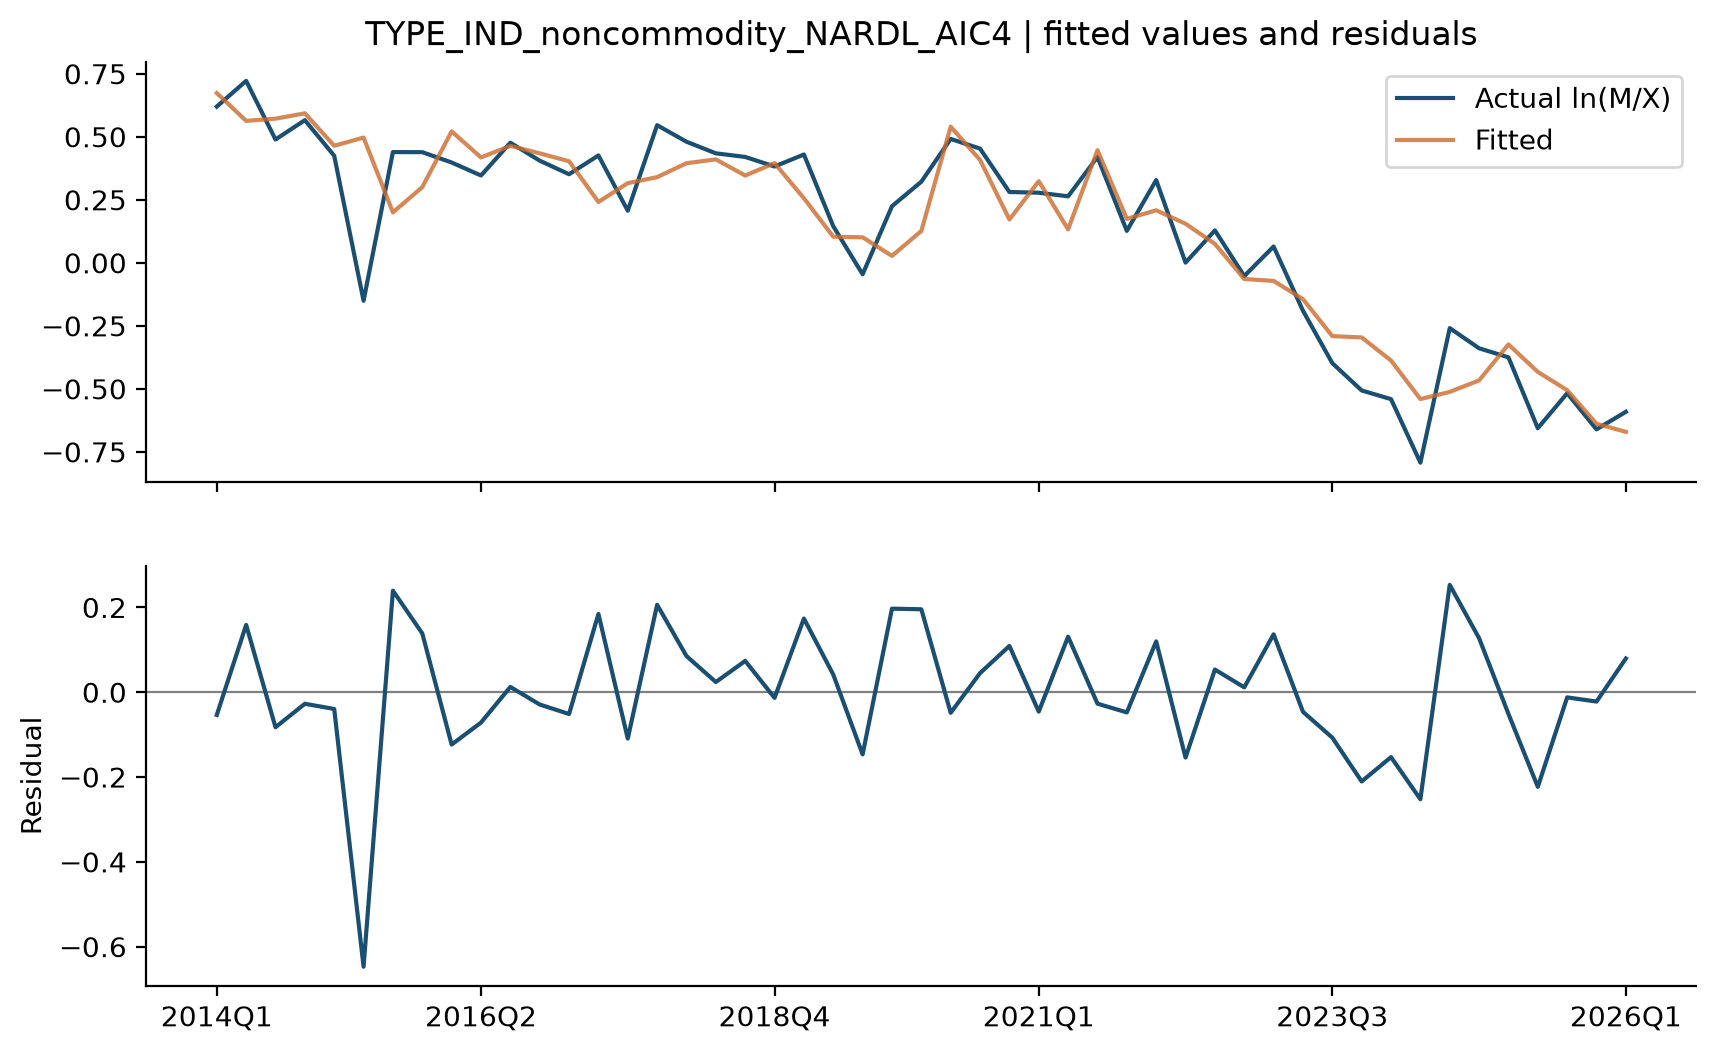 TYPE_IND_noncommodity_NARDL_AIC4 | fitted values and residuals
0.75
0.50
0.25
0.00
−0.25
−0.50
−0.75
Actual ln(M/X)
Fitted
Residual
0.2
0.0
−0.2
−0.4
−0.6
2014Q1 2016Q2 2018Q4 2021Q1 2023Q3 2026Q1